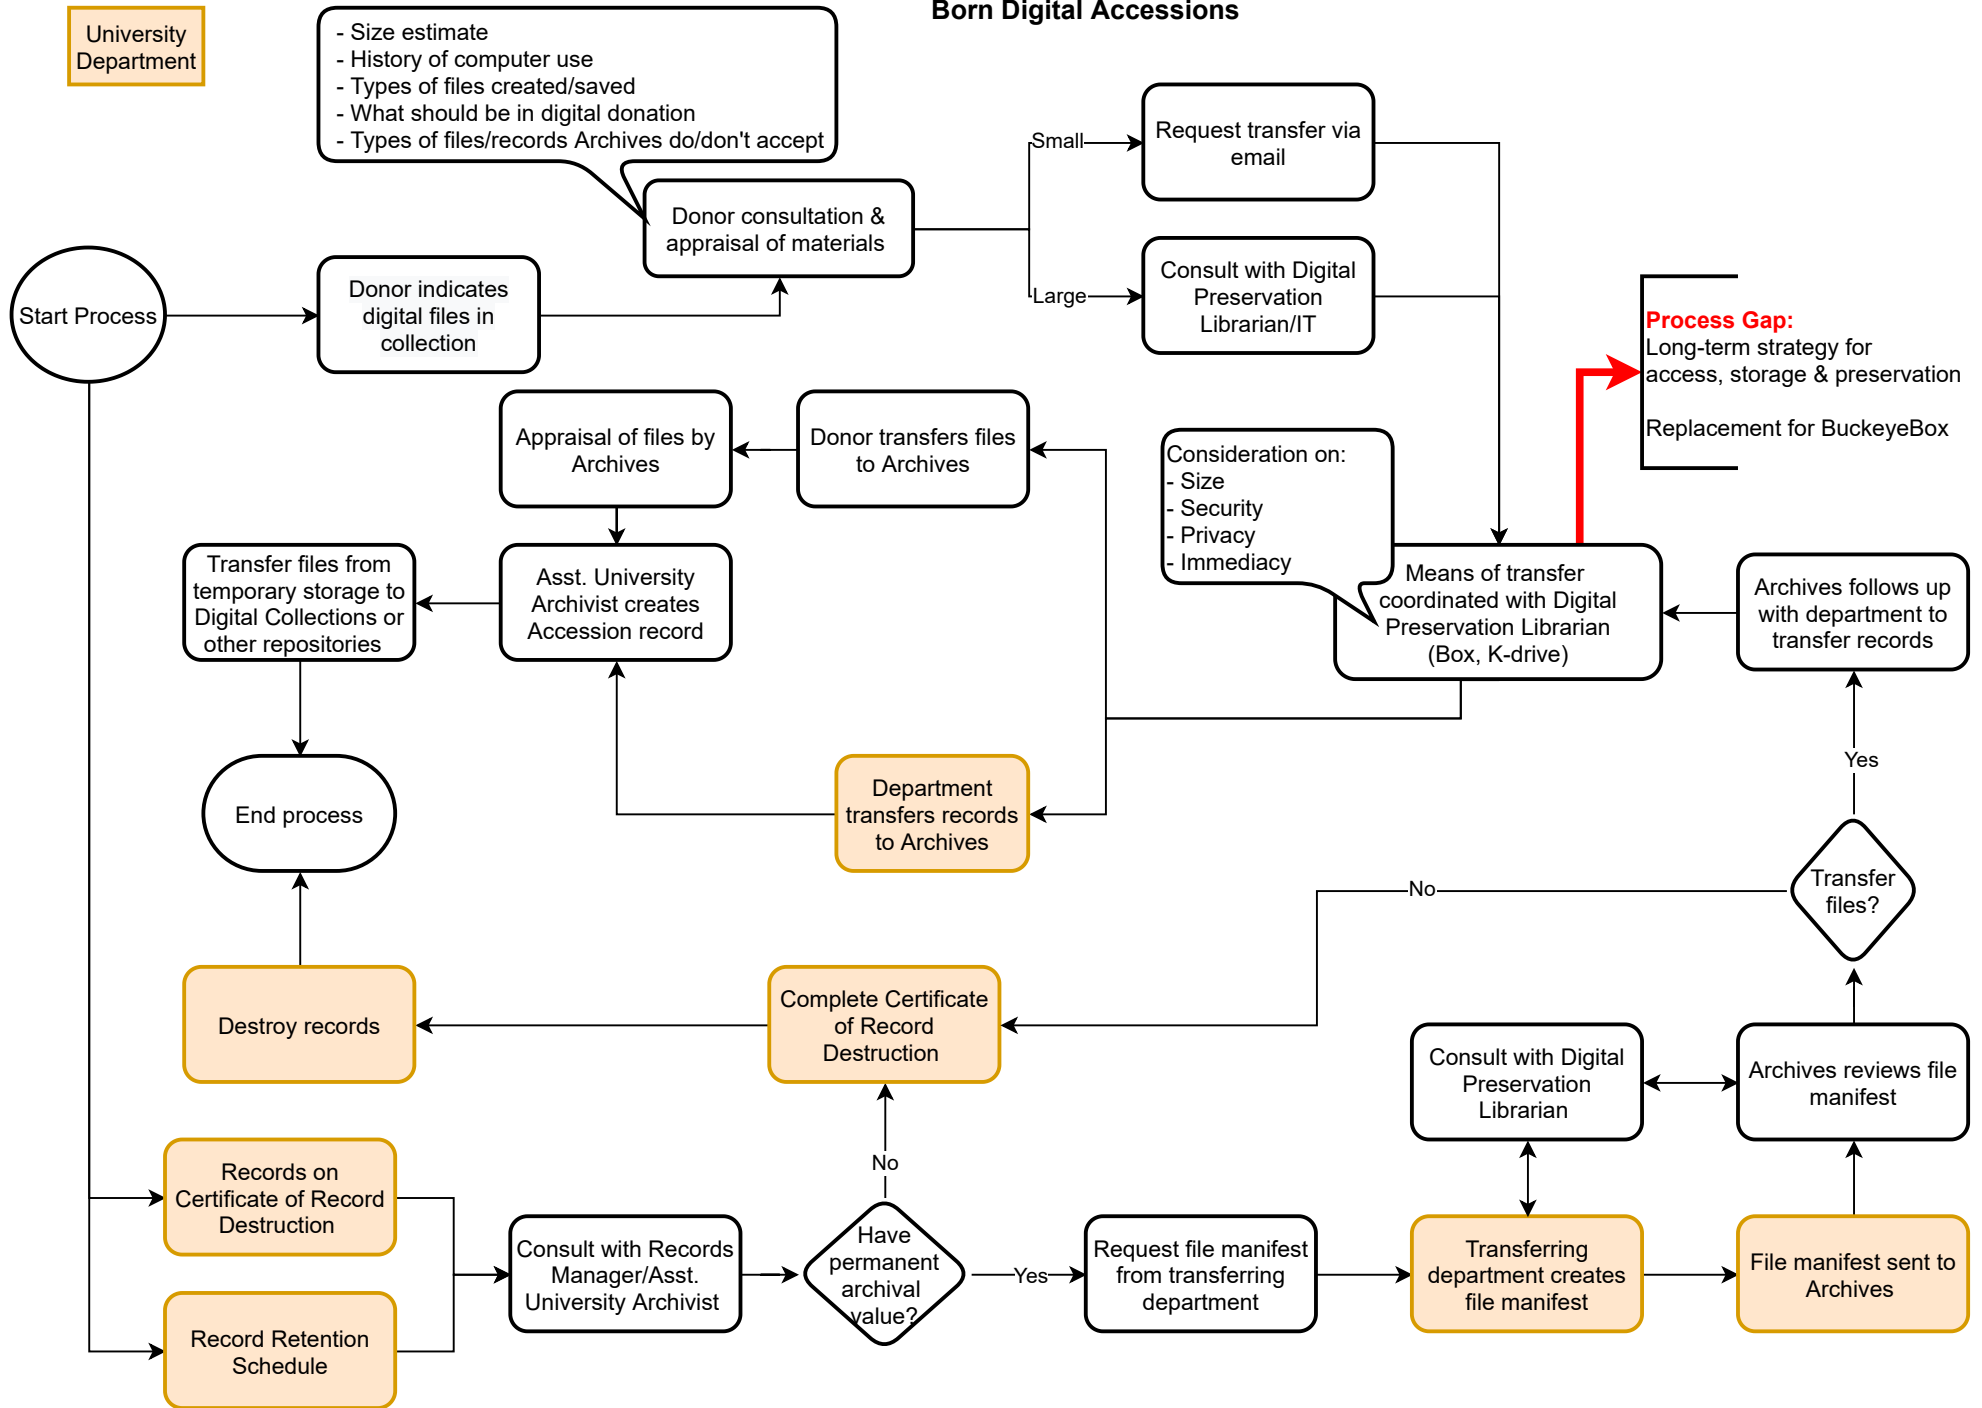 Born Digital Accessions
University
Department
- Size estimate
- History of computer use
- Types of files created/saved
- What should be in digital donation
- Types of files/records Archives do/don't accept
Small
Request transfer via
email
Donor consultation &
appraisal of materials
Start Process
Donor indicates
digital files in
collection
Large
Consult with Digital
Preservation
Librarian/IT
Process Gap:
Long-term strategy for
access, storage & preservation
Replacement for BuckeyeBox
Appraisal of files by
Archives
Donor transfers files
to Archives
Consideration on:
- Size
- Security
- Privacy
- Immediacy
Transfer files from
temporary storage to
Digital Collections or
other repositories
Asst. University
Archivist creates
Accession record
Means of transfer
coordinated with Digital
Preservation Librarian
(Box, K-drive)
Archives follows up
with department to
transfer records
Yes
End process
Department
transfers records
to Archives
Transfer
files?
No
Destroy records
Complete Certificate
of Record
Destruction
Consult with Digital
Preservation
Librarian
Archives reviews file
manifest
No
Records on
Certificate of Record
Destruction
Consult with Records
Manager/Asst.
University Archivist
Have
permanent
archival
value?
Yes
Request file manifest
from transferring
department
Transferring
department creates
file manifest
File manifest sent to
Archives
Record Retention
Schedule